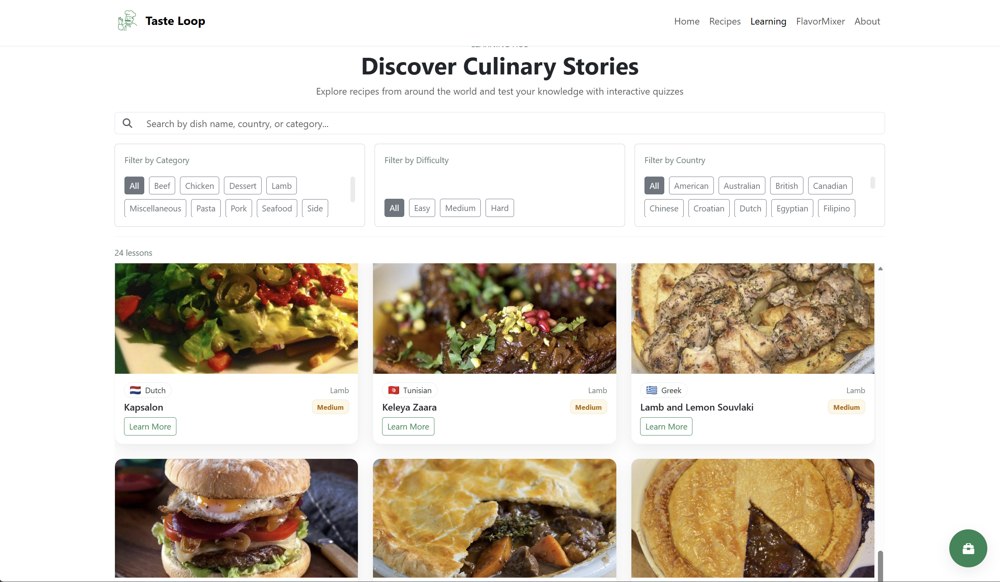 Taste Loop
Home Recipes Learning FlavorMixer About
Discover Culinary Stories
Explore recipes from around the world and test your knowledge with interactive quizzes
Search by dish name, country, or category...
Filter by Category
All Beef Chicken Dessert Lamb
Miscellaneous Pasta Pork Seafood Side
Filter by Difficulty
All Easy Medium Hard
Filter by Country
All American Australian British Canadian
Chinese Croatian Dutch Egyptian Filipino
24 lessons
Dutch Lamb
Kapsalon Medium
Learn More
Tunisian Lamb
Keleya Zaara Medium
Learn More
Greek Lamb
Lamb and Lemon Souvlaki Medium
Learn More